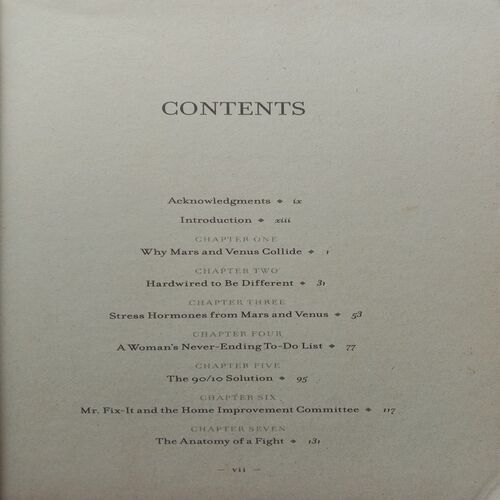 CONTENTS
Acknowledgments ◆ ix
Introduction ◆ xiii
CHAPTER ONE
Why Mars and Venus Collide ◆ 1
CHAPTER TWO
Hardwired to Be Different ◆ 31
CHAPTER THREE
Stress Hormones from Mars and Venus ◆ 53
CHAPTER FOUR
A Woman's Never-Ending To-Do List ◆ 77
CHAPTER FIVE
The 90/10 Solution ◆ 95
CHAPTER SIX
Mr. Fix-It and the Home Improvement Committee ◆ 117
CHAPTER SEVEN
The Anatomy of a Fight ◆ 131
— vii —